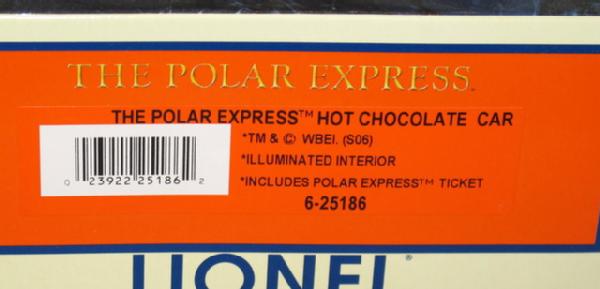 THE POLAR EXPRESS™
THE POLAR EXPRESS™ HOT CHOCOLATE CAR
*TM & © WBEI. (S06)
*ILLUMINATED INTERIOR
*INCLUDES POLAR EXPRESS™ TICKET
6-25186
0 23922 25186 2
LIONEL®